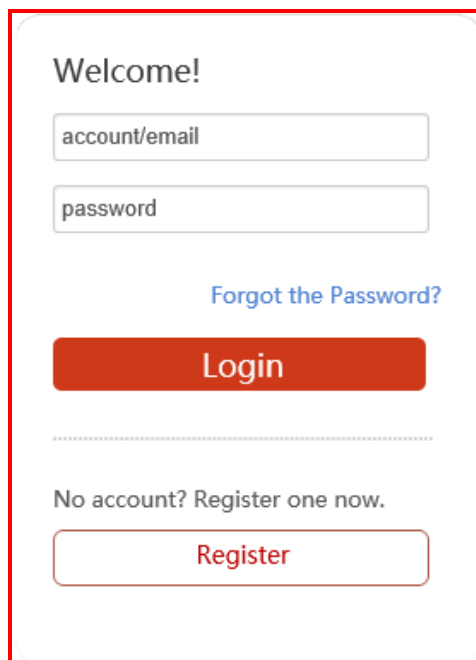 Welcome!
account/email
password
Forgot the Password?
Login
No account? Register one now.
Register